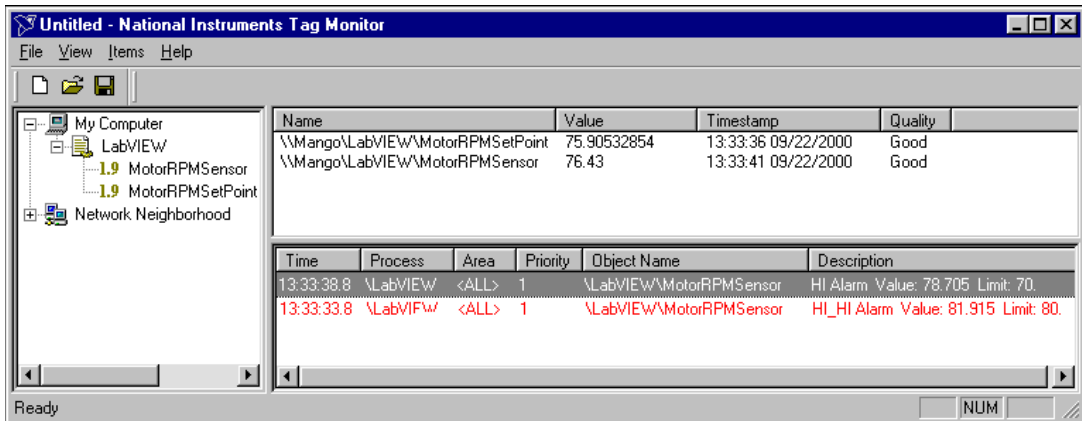 Untitled - National Instruments Tag Monitor
File View Items Help
My Computer
LabVIEW
1.9 MotorRPMSensor
1.9 MotorRPMSetPoint
Network Neighborhood
Name Value Timestamp Quality
\\Mango\LabVIEW\MotorRPMSetPoint 75.90532854 13:33:36 09/22/2000 Good
\\Mango\LabVIEW\MotorRPMSensor 76.43 13:33:41 09/22/2000 Good
Time Process Area Priority Object Name Description
13:33:38.8 \LabVIEW <ALL> 1 \LabVIEW\MotorRPMSensor HI Alarm Value: 78.705 Limit: 70.
13:33:33.8 \LabVIEW <ALL> 1 \LabVIEW\MotorRPMSensor HI_HI Alarm Value: 81.915 Limit: 80.
Ready NUM